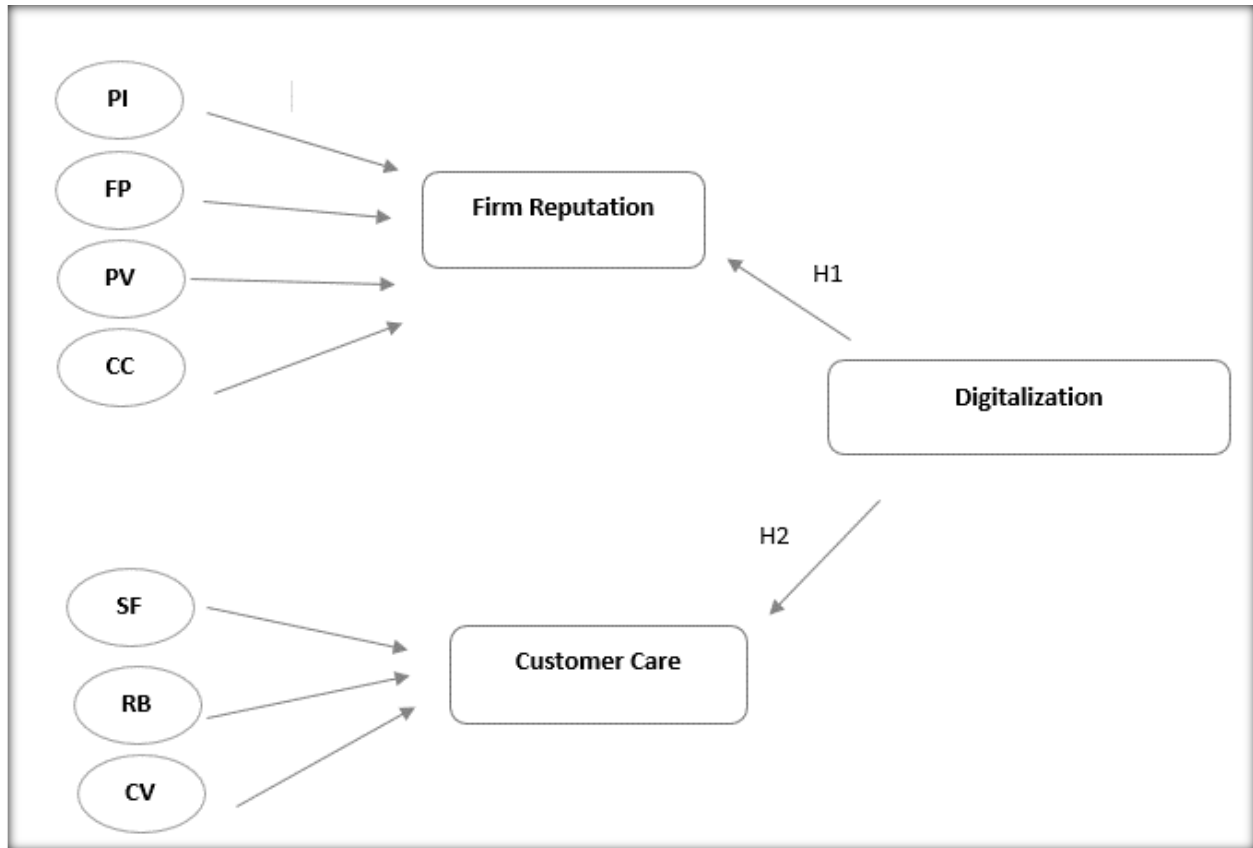 PI
FP
PV
CC
Firm Reputation
H1
Digitalization
H2
SF
RB
CV
Customer Care